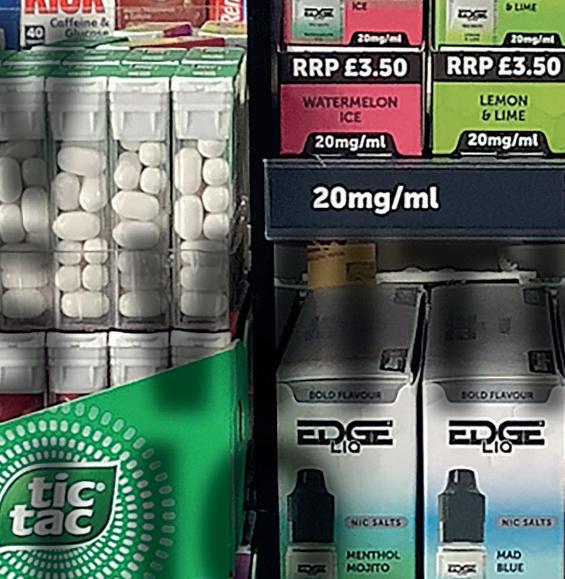 Caffeine &
Glucose
40
ICE
20mg/ml
& LIME
20mg/ml
RRP £3.50
WATERMELON
ICE
20mg/ml
RRP £3.50
LEMON
& LIME
20mg/ml
20mg/ml
BOLD FLAVOUR
EDGE
LIQ
NIC SALTS
MENTHOL
MOJITO
BOLD FLAVOUR
EDGE
LIQ
NIC SALTS
MAD
BLUE
tic
tac